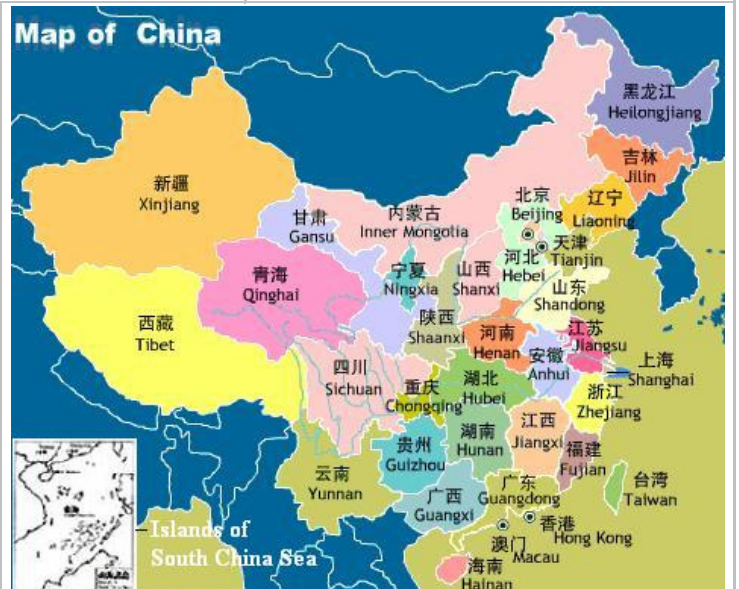 Map of China
黑龙江
Heilongjiang
吉林
Jilin
新疆
Xinjiang
北京
Beijing
辽宁
Liaoning
甘肃
Gansu
内蒙古
Inner Mongolia
天津
Tianjin
河北
Hebei
青海
Qinghai
宁夏
Ningxia
山西
Shanxi
山东
Shandong
西藏
Tibet
陕西
Shaanxi
河南
Henan
江苏
Jiangsu
安徽
Anhui
上海
Shanghai
四川
Sichuan
重庆
Chongqing
湖北
Hubei
浙江
Zhejiang
江西
Jiangxi
湖南
Hunan
贵州
Guizhou
福建
Fujian
云南
Yunnan
广西
Guangxi
广东
Guangdong
台湾
Taiwan
香港
Hong Kong
澳门
Macau
Islands of
South China Sea
海南
Hainan